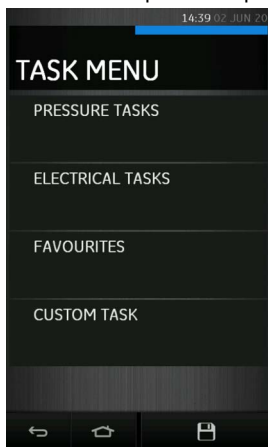 14:39 02 JUN 20
TASK MENU
PRESSURE TASKS
ELECTRICAL TASKS
FAVOURITES
CUSTOM TASK